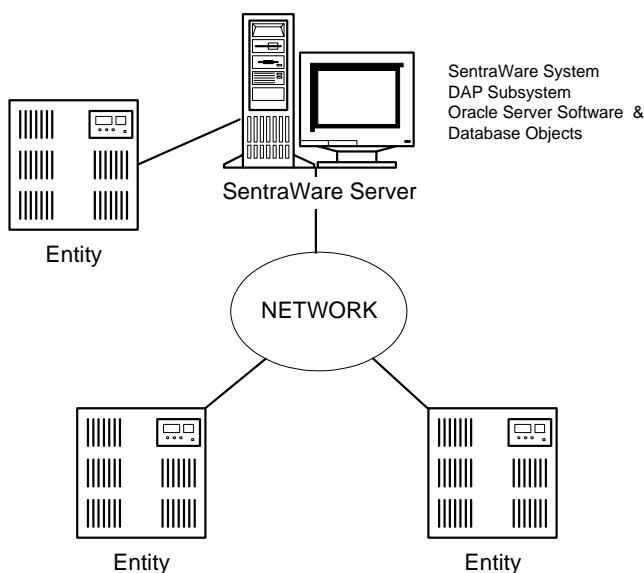 SentraWare System
DAP Subsystem
Oracle Server Software &
Database Objects
SentraWare Server
Entity
NETWORK
Entity
Entity